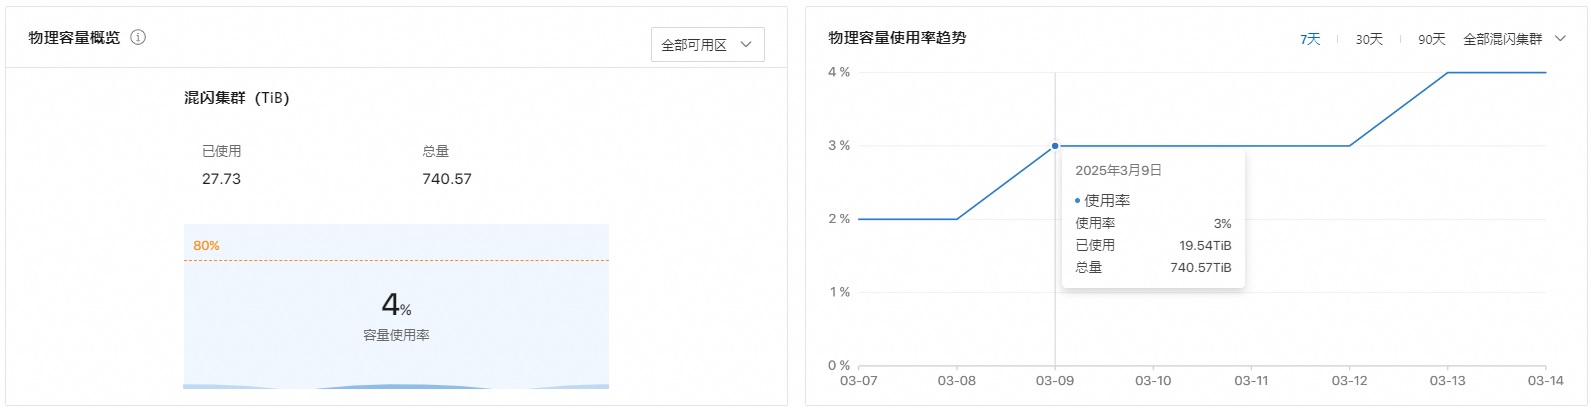 物理容量概览
全部可用区
混闪集群（TiB）
已使用
总量
27.73
740.57
80%
4%
容量使用率
物理容量使用率趋势
7天
30天
90天
全部混闪集群
4 %
3 %
2 %
1 %
0 %
2025年3月9日
使用率
使用率 3%
已使用 19.54TiB
总量 740.57TiB
03-07 03-08 03-09 03-10 03-11 03-12 03-13 03-14